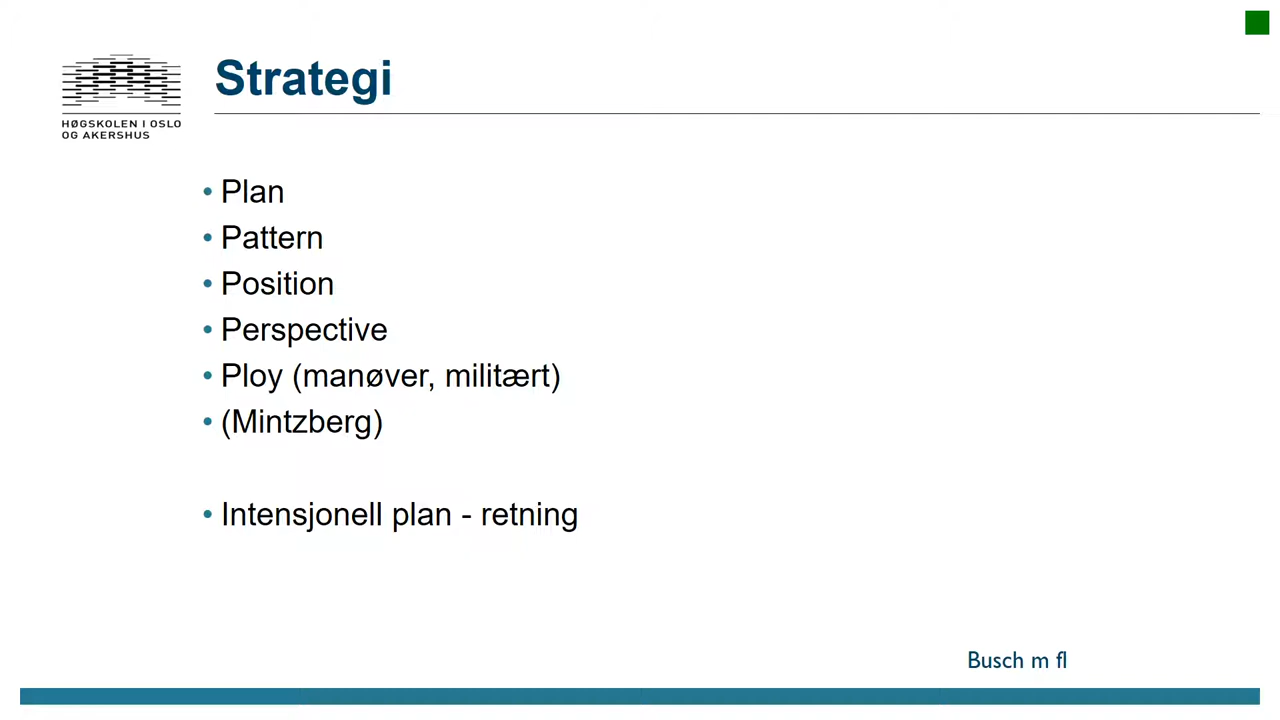 HØGSKOLEN I OSLO
OG AKERSHUS
Strategi
• Plan
• Pattern
• Position
• Perspective
• Ploy (manøver, militært)
• (Mintzberg)
• Intensjonell plan - retning
Busch m fl